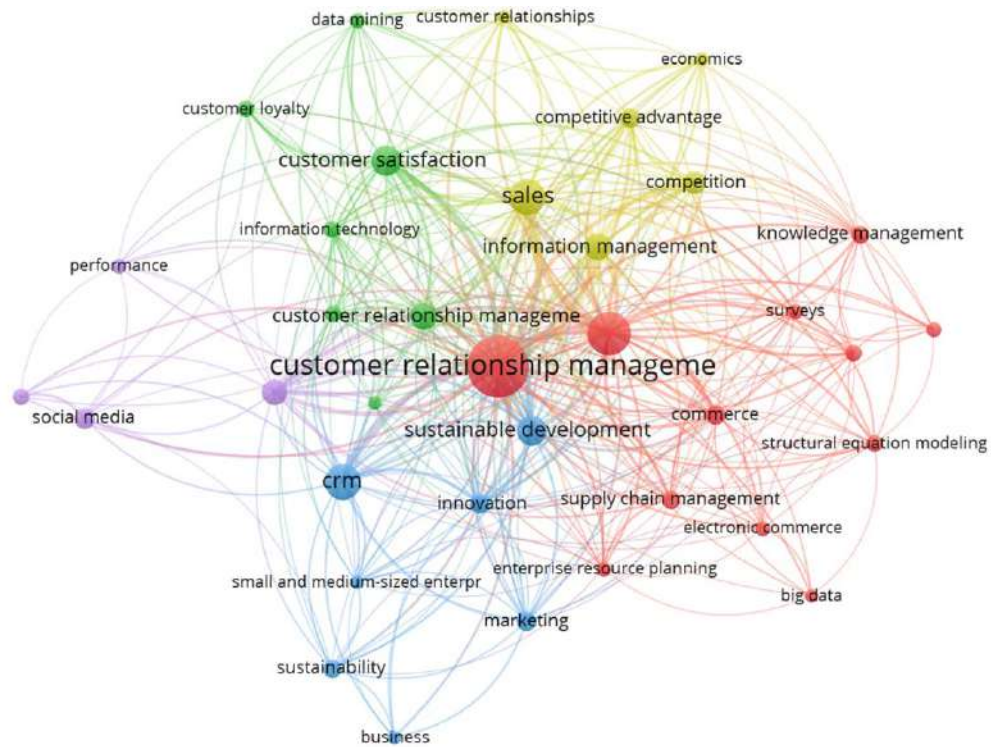 data mining
customer relationships
economics
customer loyalty
competitive advantage
customer satisfaction
competition
sales
information technology
knowledge management
information management
performance
surveys
customer relationship manageme
customer relationship manageme
social media
commerce
sustainable development
structural equation modeling
crm
supply chain management
innovation
electronic commerce
enterprise resource planning
small and medium-sized enterpr
big data
marketing
sustainability
business